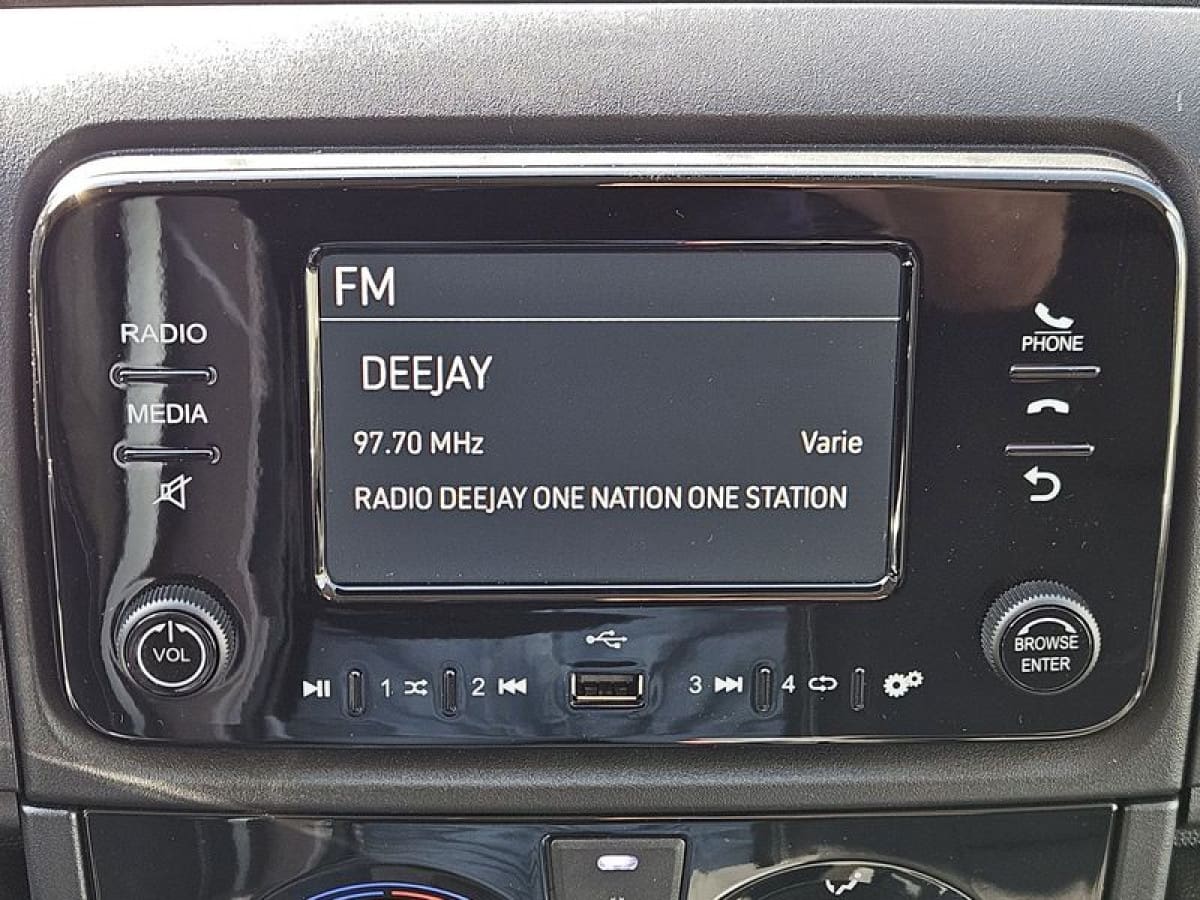 FM
RADIO
DEEJAY
PHONE
MEDIA
97.70 MHz Varie
RADIO DEEJAY ONE NATION ONE STATION
VOL
BROWSE
ENTER
1 2 3 4